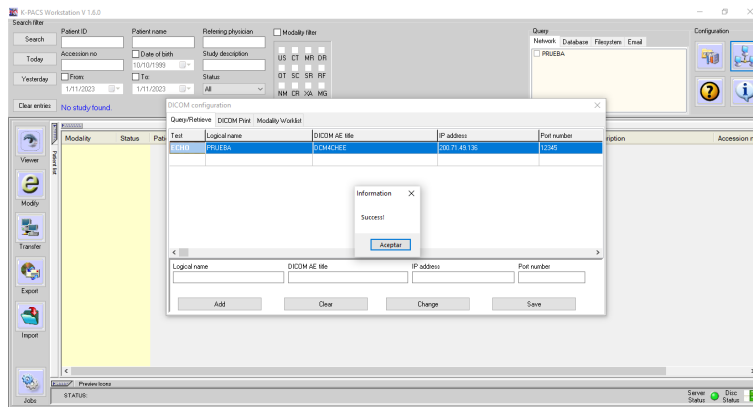 K-PACS Workstation V 1.6.0
Search filter
Search
Today
Yesterday
Clear entries
Patient ID
Patient name
Referring physician
Modality filter
Accession no
Date of birth
10/10/1999
Study description
US CT MR DR
From:
1/11/2023
To:
1/11/2023
Status
All
OT SC SR RF
NM CR XA MG
No study found.
Query
Network Database Filesystem Email
PRUEBA
Configuration
DICOM configuration
Query/Retrieve DICOM Print Modality Worklist
Test Logical name DICOM AE title IP address Port number
ECHO PRUEBA DCM4CHEE 200.71.49.136 12345
Information
Success!
Aceptar
Logical name DICOM AE title IP address Port number
Add Clear Change Save
Modality Status Pati
ription Accession n
Patient list
Viewer
Modify
Transfer
Export
Import
Jobs
Preview Icons
STATUS:
Server Status
Disc Status